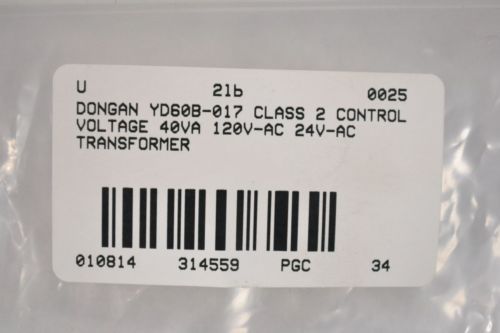 U 21b 0025
DONGAN YD60B-017 CLASS 2 CONTROL
VOLTAGE 40VA 120V-AC 24V-AC
TRANSFORMER
010814 314559 PGC 34